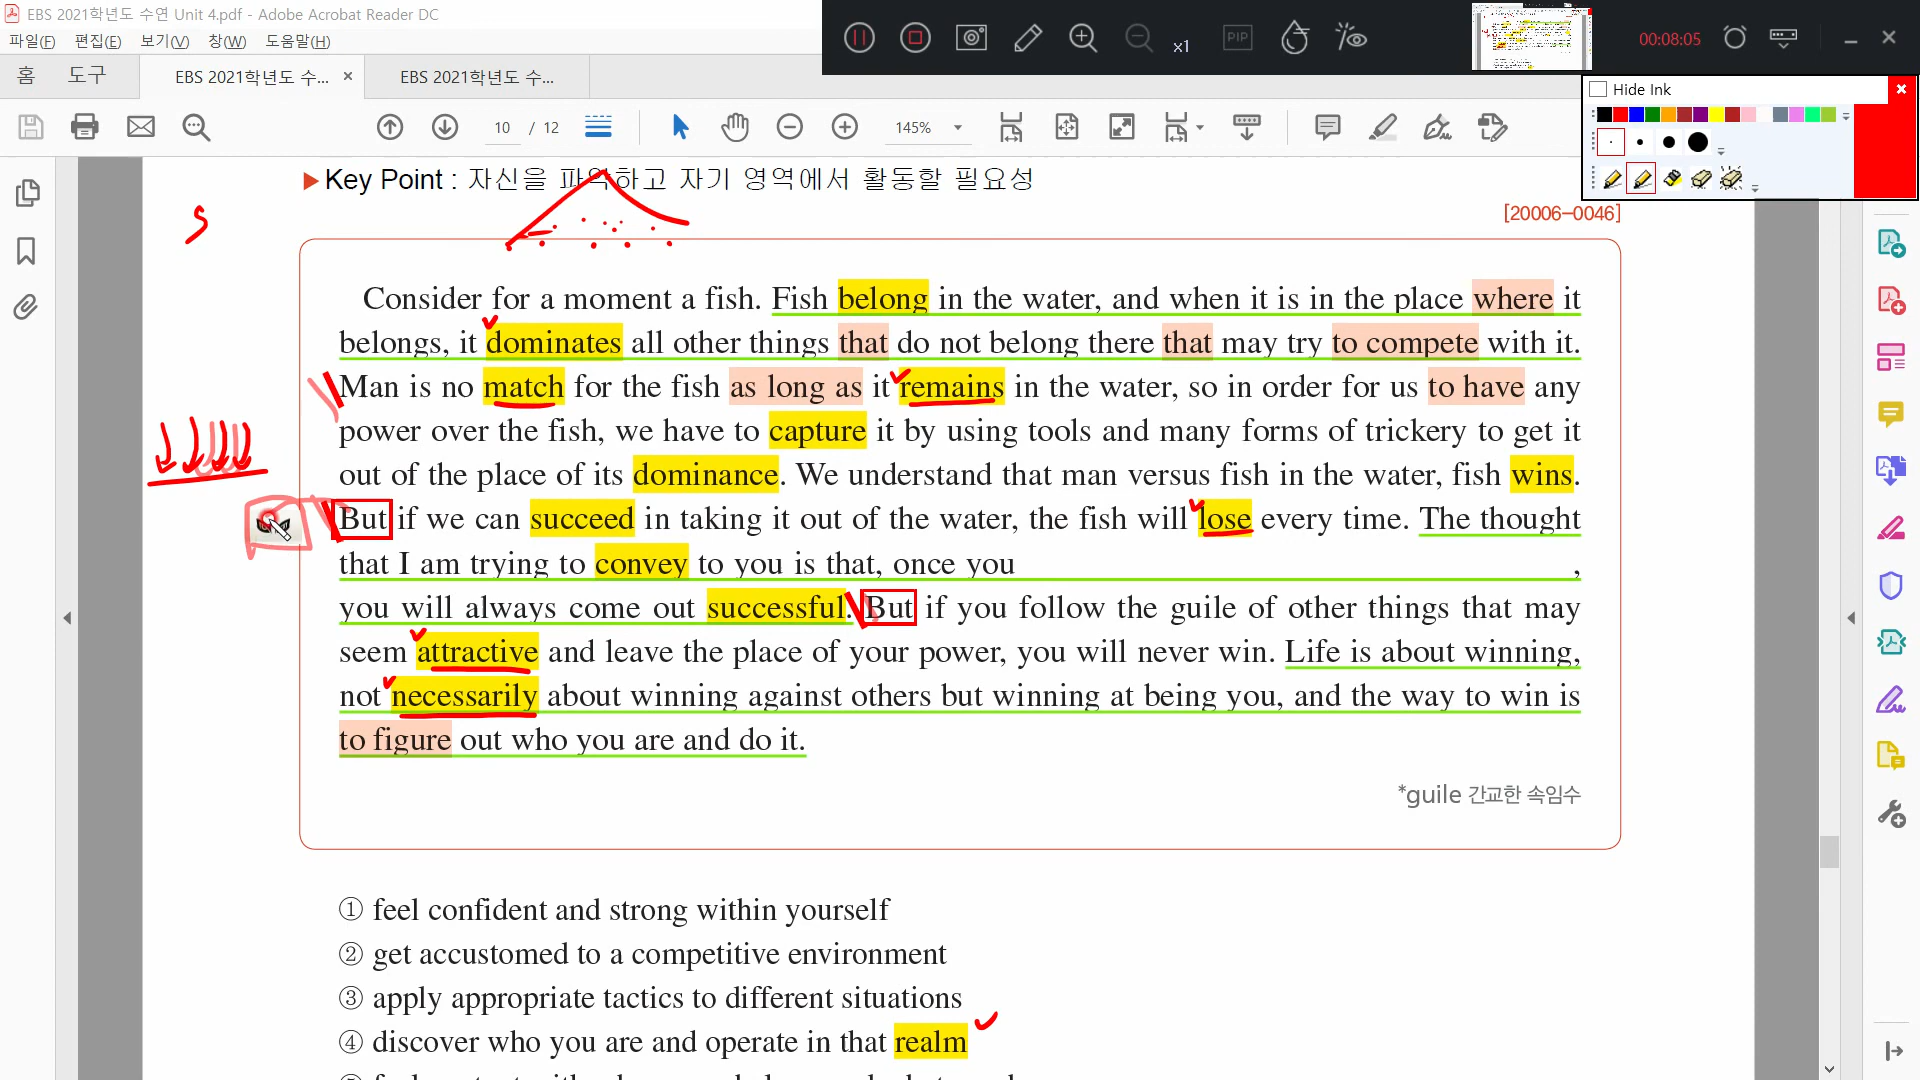 EBS 2021학년도 수연 Unit 4.pdf - Adobe Acrobat Reader DC
파일(F) 편집(E) 보기(V) 창(W) 도움말(H)
x1
PIP
00:08:05
홈 도구 EBS 2021학년도 수... × EBS 2021학년도 수...
Hide Ink
10 / 12
145%
▶Key Point : 자신을 파악하고 자기 영역에서 활동할 필요성
[20006-0046]
Consider for a moment a fish. Fish belong in the water, and when it is in the place where it
belongs, it dominates all other things that do not belong there that may try to compete with it.
Man is no match for the fish as long as it remains in the water, so in order for us to have any
power over the fish, we have to capture it by using tools and many forms of trickery to get it
out of the place of its dominance. We understand that man versus fish in the water, fish wins.
But if we can succeed in taking it out of the water, the fish will lose every time. The thought
that I am trying to convey to you is that, once you ,
you will always come out successful. But if you follow the guile of other things that may
seem attractive and leave the place of your power, you will never win. Life is about winning,
not necessarily about winning against others but winning at being you, and the way to win is
to figure out who you are and do it.
*guile 간교한 속임수
① feel confident and strong within yourself
② get accustomed to a competitive environment
③ apply appropriate tactics to different situations
④ discover who you are and operate in that realm